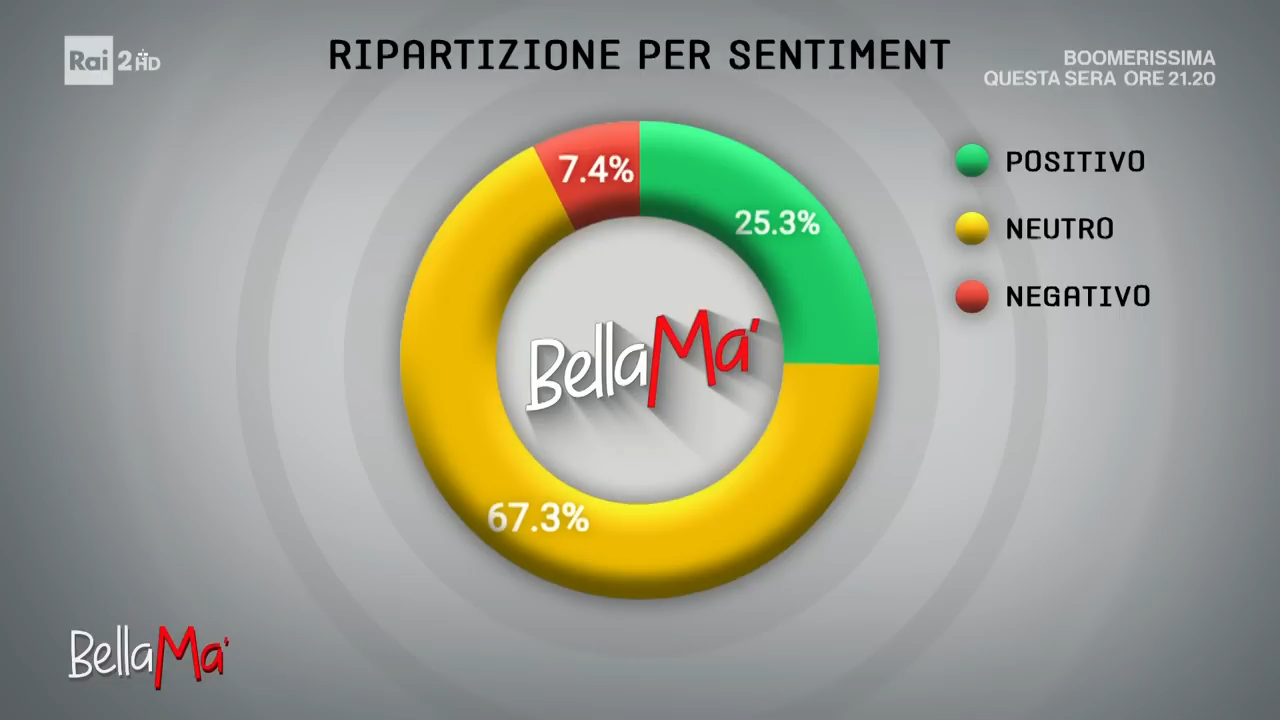 Rai 2 HD
RIPARTIZIONE PER SENTIMENT
BOOMERISSIMA
QUESTA SERA ORE 21.20
7.4%
25.3%
67.3%
POSITIVO
NEUTRO
NEGATIVO
BellaMa'
BellaMa'